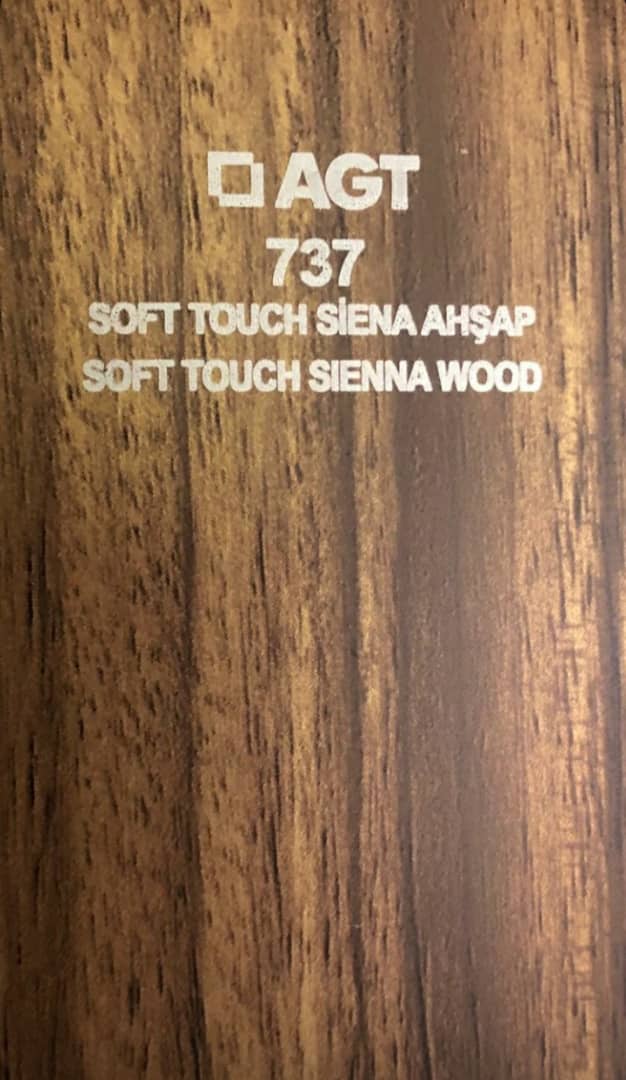 AGT
737
SOFT TOUCH SİENA AHŞAP
SOFT TOUCH SIENNA WOOD